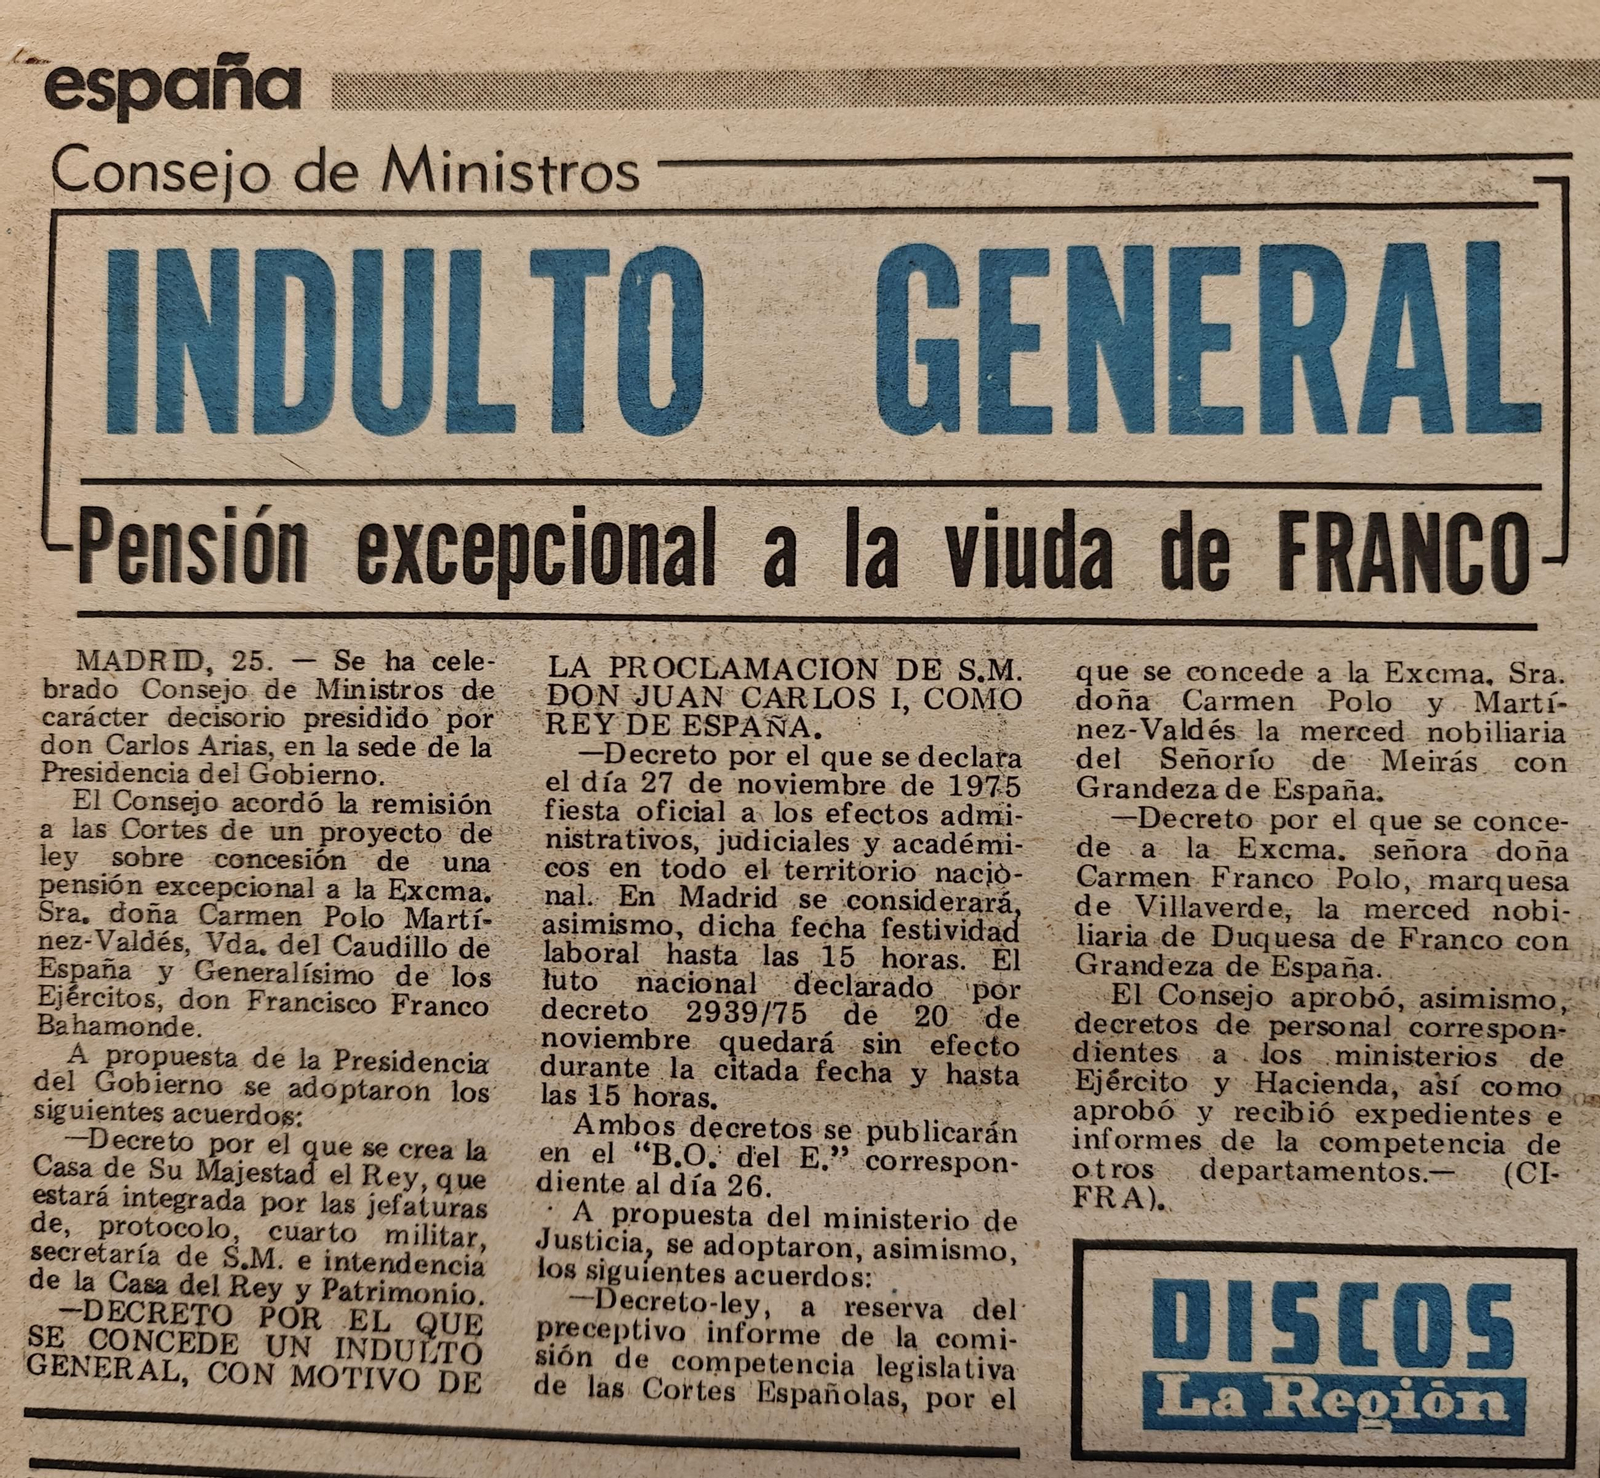 españa
Consejo de Ministros
INDULTO GENERAL
Pensión excepcional a la viuda de FRANCO
MADRID, 25. — Se ha cele-
brado Consejo de Ministros de
carácter decisorio presidido por
don Carlos Arias, en la sede de la
Presidencia del Gobierno.
El Consejo acordó la remisión
a las Cortes de un proyecto de
ley sobre concesión de una
pensión excepcional a la Excma.
Sra. doña Carmen Polo Martí-
nez-Valdés, Vda. del Caudillo de
España y Generalísimo de los
Ejércitos, don Francisco Franco
Bahamonde.
A propuesta de la Presidencia
del Gobierno se adoptaron los
siguientes acuerdos:
—Decreto por el que se crea la
Casa de Su Majestad el Rey, que
estará integrada por las jefaturas
de, protocolo, cuarto militar,
secretaría de S.M. e intendencia
de la Casa del Rey y Patrimonio.
—DECRETO POR EL QUE
SE CONCEDE UN INDULTO
GENERAL, CON MOTIVO DE
LA PROCLAMACION DE S.M.
DON JUAN CARLOS I, COMO
REY DE ESPAÑA.
—Decreto por el que se declara
el día 27 de noviembre de 1975
fiesta oficial a los efectos admi-
nistrativos, judiciales y académi-
cos en todo el territorio nacio-
nal. En Madrid se considerará,
asimismo, dicha fecha festividad
laboral hasta las 15 horas. El
luto nacional declarado por
decreto 2939/75 de 20 de
noviembre quedará sin efecto
durante la citada fecha y hasta
las 15 horas.
Ambos decretos se publicarán
en el “B.O. del E.” correspon-
diente al día 26.
A propuesta del ministerio de
Justicia, se adoptaron, asimismo,
los siguientes acuerdos:
—Decreto-ley, a reserva del
preceptivo informe de la comi-
sión de competencia legislativa
de las Cortes Españolas, por el
que se concede a la Excma. Sra.
doña Carmen Polo y Martí-
nez-Valdés la merced nobiliaria
del Señorío de Meirás con
Grandeza de España.
—Decreto por el que se conce-
de a la Excma. señora doña
Carmen Franco Polo, marquesa
de Villaverde, la merced nobi-
liaria de Duquesa de Franco con
Grandeza de España.
El Consejo aprobó, asimismo,
decretos de personal correspon-
dientes a los ministerios de
Ejército y Hacienda, así como
aprobó y recibió expedientes e
informes de la competencia de
otros departamentos.— (CI-
FRA).
DISCOS
La Región